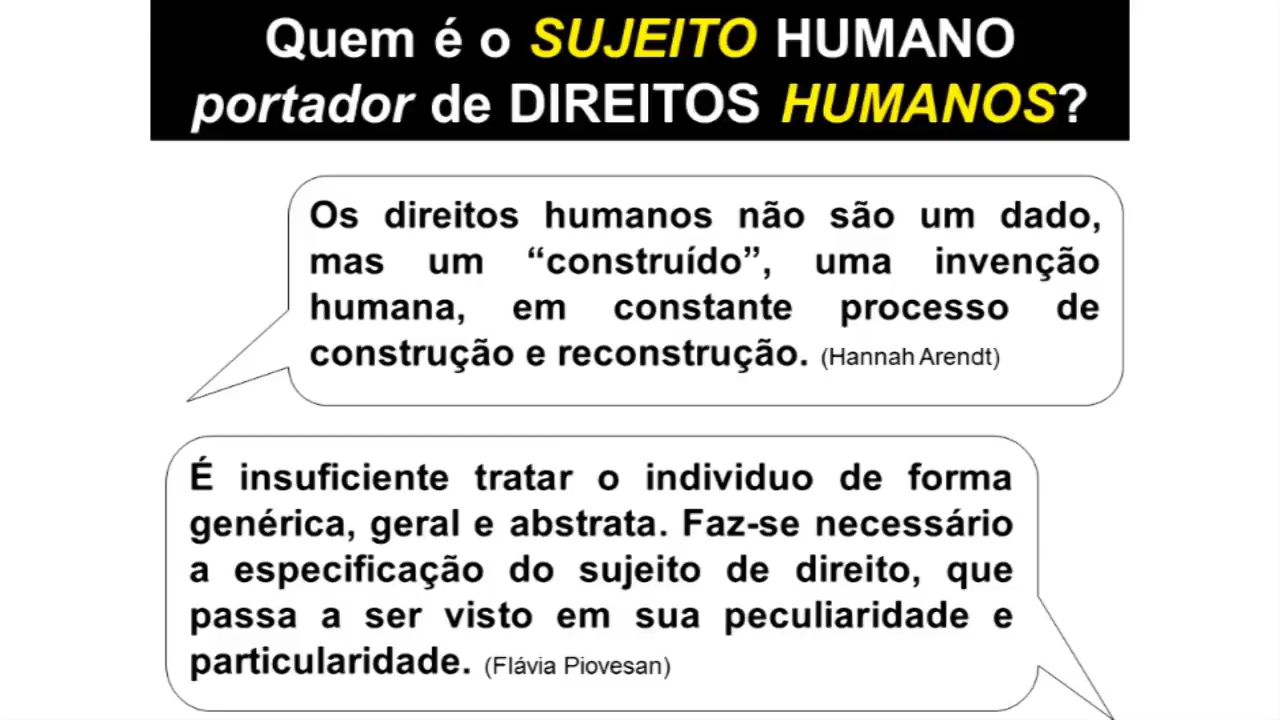 Quem é o SUJEITO HUMANO
portador de DIREITOS HUMANOS?
Os direitos humanos não são um dado,
mas um “construído”, uma invenção
humana, em constante processo de
construção e reconstrução. (Hannah Arendt)
É insuficiente tratar o individuo de forma
genérica, geral e abstrata. Faz-se necessário
a especificação do sujeito de direito, que
passa a ser visto em sua peculiaridade e
particularidade. (Flávia Piovesan)